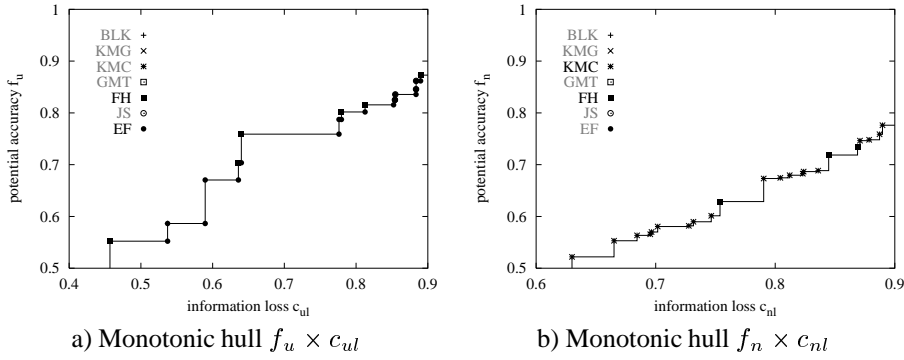 1
0.9
0.8
0.7
0.6
0.5
0.4
0.5
0.6
0.7
0.8
0.9
potential accuracy f_u
information loss c_ul
BLK
KMG
KMC
GMT
FH
JS
EF
a) Monotonic hull f_u × c_ul
1
0.9
0.8
0.7
0.6
0.5
0.6
0.7
0.8
0.9
potential accuracy f_n
information loss c_nl
BLK
KMG
KMC
GMT
FH
JS
EF
b) Monotonic hull f_n × c_nl